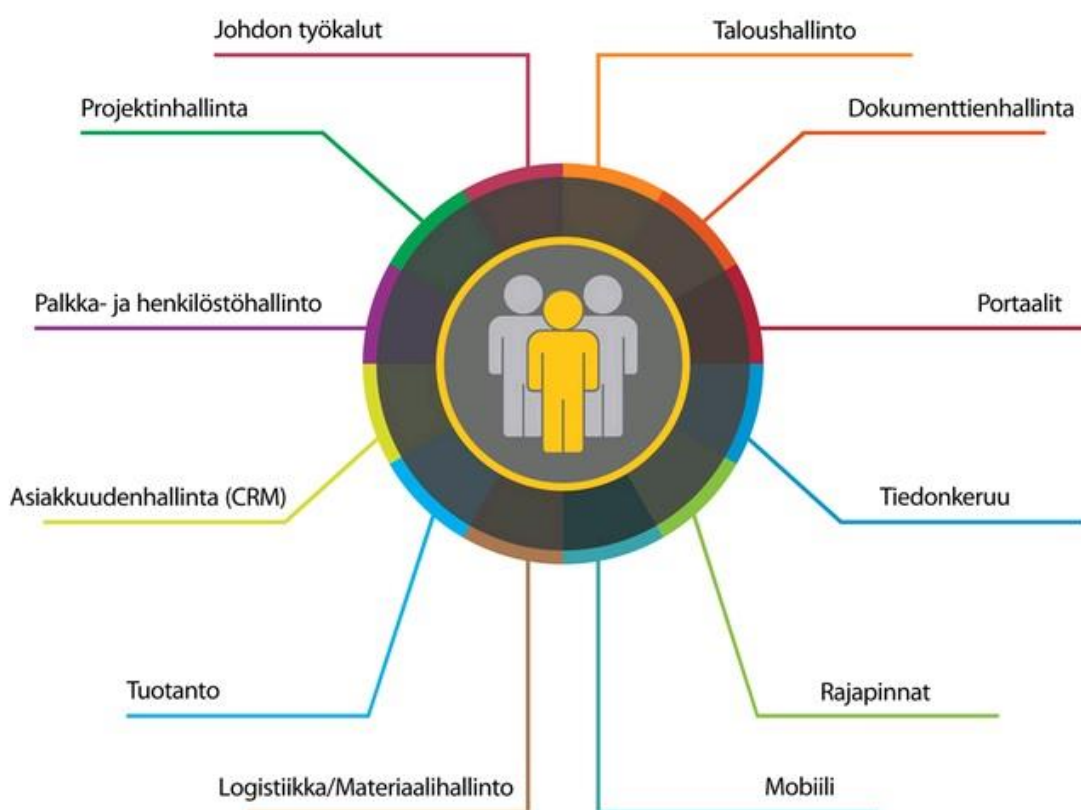 Johdon työkalut
Taloushallinto
Projektinhallinta
Dokumenttienhallinta
Palkka- ja henkilöstöhallinto
Portaalit
Asiakkuudenhallinta (CRM)
Tiedonkeruu
Tuotanto
Rajapinnat
Logistiikka/Materiaalihallinto
Mobiili